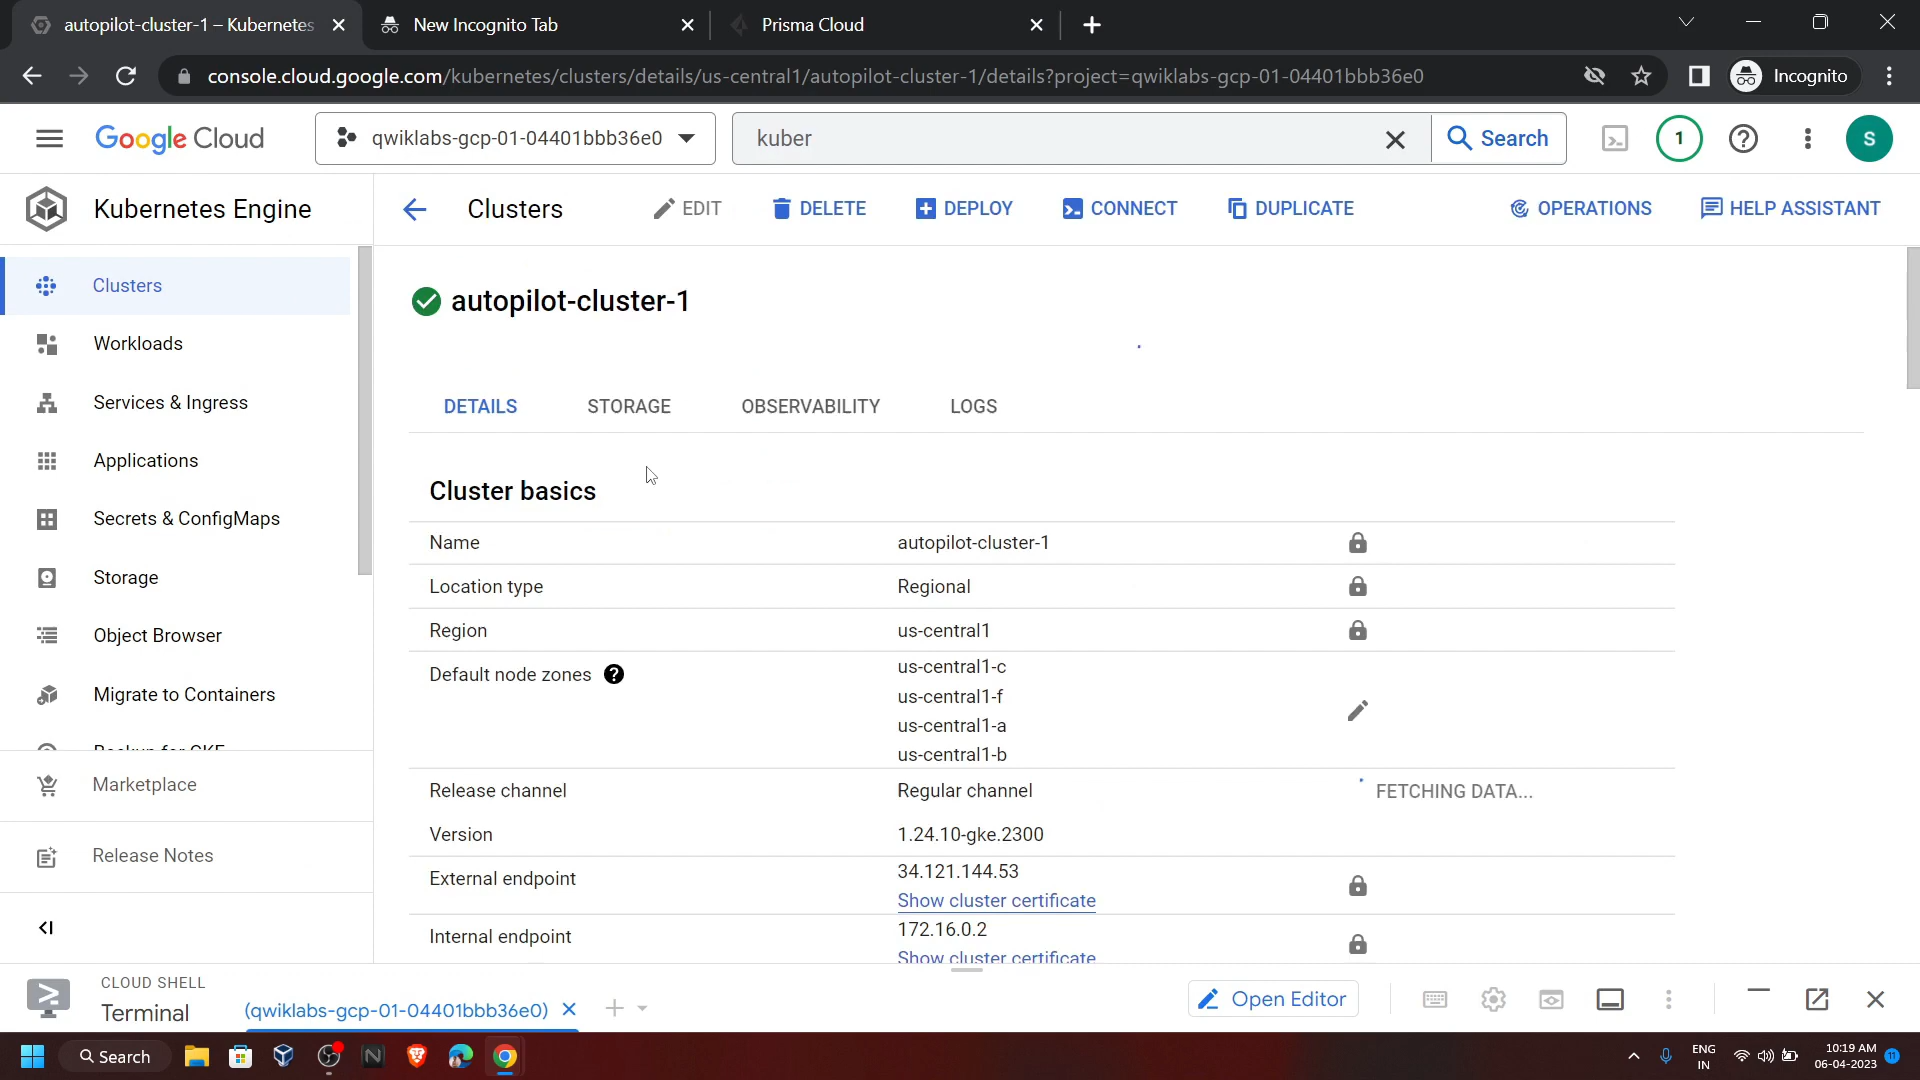 autopilot-cluster-1 – Kubernetes
New Incognito Tab
Prisma Cloud
console.cloud.google.com/kubernetes/clusters/details/us-central1/autopilot-cluster-1/details?project=qwiklabs-gcp-01-04401bbb36e0
Incognito
Google Cloud
qwiklabs-gcp-01-04401bbb36e0
kuber
Search
1
S
Kubernetes Engine
Clusters
EDIT
DELETE
DEPLOY
CONNECT
DUPLICATE
OPERATIONS
HELP ASSISTANT
Clusters
Workloads
Services & Ingress
Applications
Secrets & ConfigMaps
Storage
Object Browser
Migrate to Containers
Backup for GKE
Marketplace
Release Notes
autopilot-cluster-1
DETAILS
STORAGE
OBSERVABILITY
LOGS
Cluster basics
Name autopilot-cluster-1
Location type Regional
Region us-central1
Default node zones us-central1-c
us-central1-f
us-central1-a
us-central1-b
Release channel Regular channel FETCHING DATA...
Version 1.24.10-gke.2300
External endpoint 34.121.144.53
Show cluster certificate
Internal endpoint 172.16.0.2
Show cluster certificate
CLOUD SHELL
Terminal
(qwiklabs-gcp-01-04401bbb36e0)
Open Editor
Search
ENG
IN
10:19 AM
06-04-2023
11